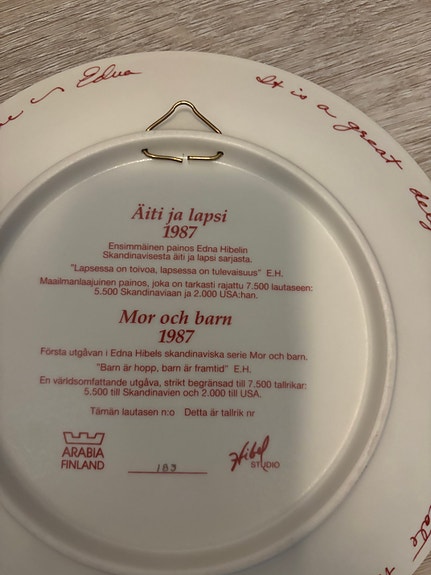 e Edna
It is a great
Äiti ja lapsi
1987
Ensimmäinen painos Edna Hibelin
Skandinaavisesta äiti ja lapsi sarjasta.
"Lapsessa on toivoa, lapsessa on tulevaisuus" E.H.
Maailmanlaajuinen painos, joka on tarkasti rajattu 7.500 lautaseen:
5.500 Skandinaviaan ja 2.000 USA:han.
Mor och barn
1987
Första utgåvan i Edna Hibels skandinaviska serie Mor och barn.
"Barn är hopp, barn är framtid" E.H.
En världsomfattande utgåva, strikt begränsad till 7.500 tallrikar:
5.500 till Skandinavien och 2.000 till USA.
Tämän lautasen n:o Detta är tallrik nr
ARABIA
FINLAND
183
Hibel
STUDIO